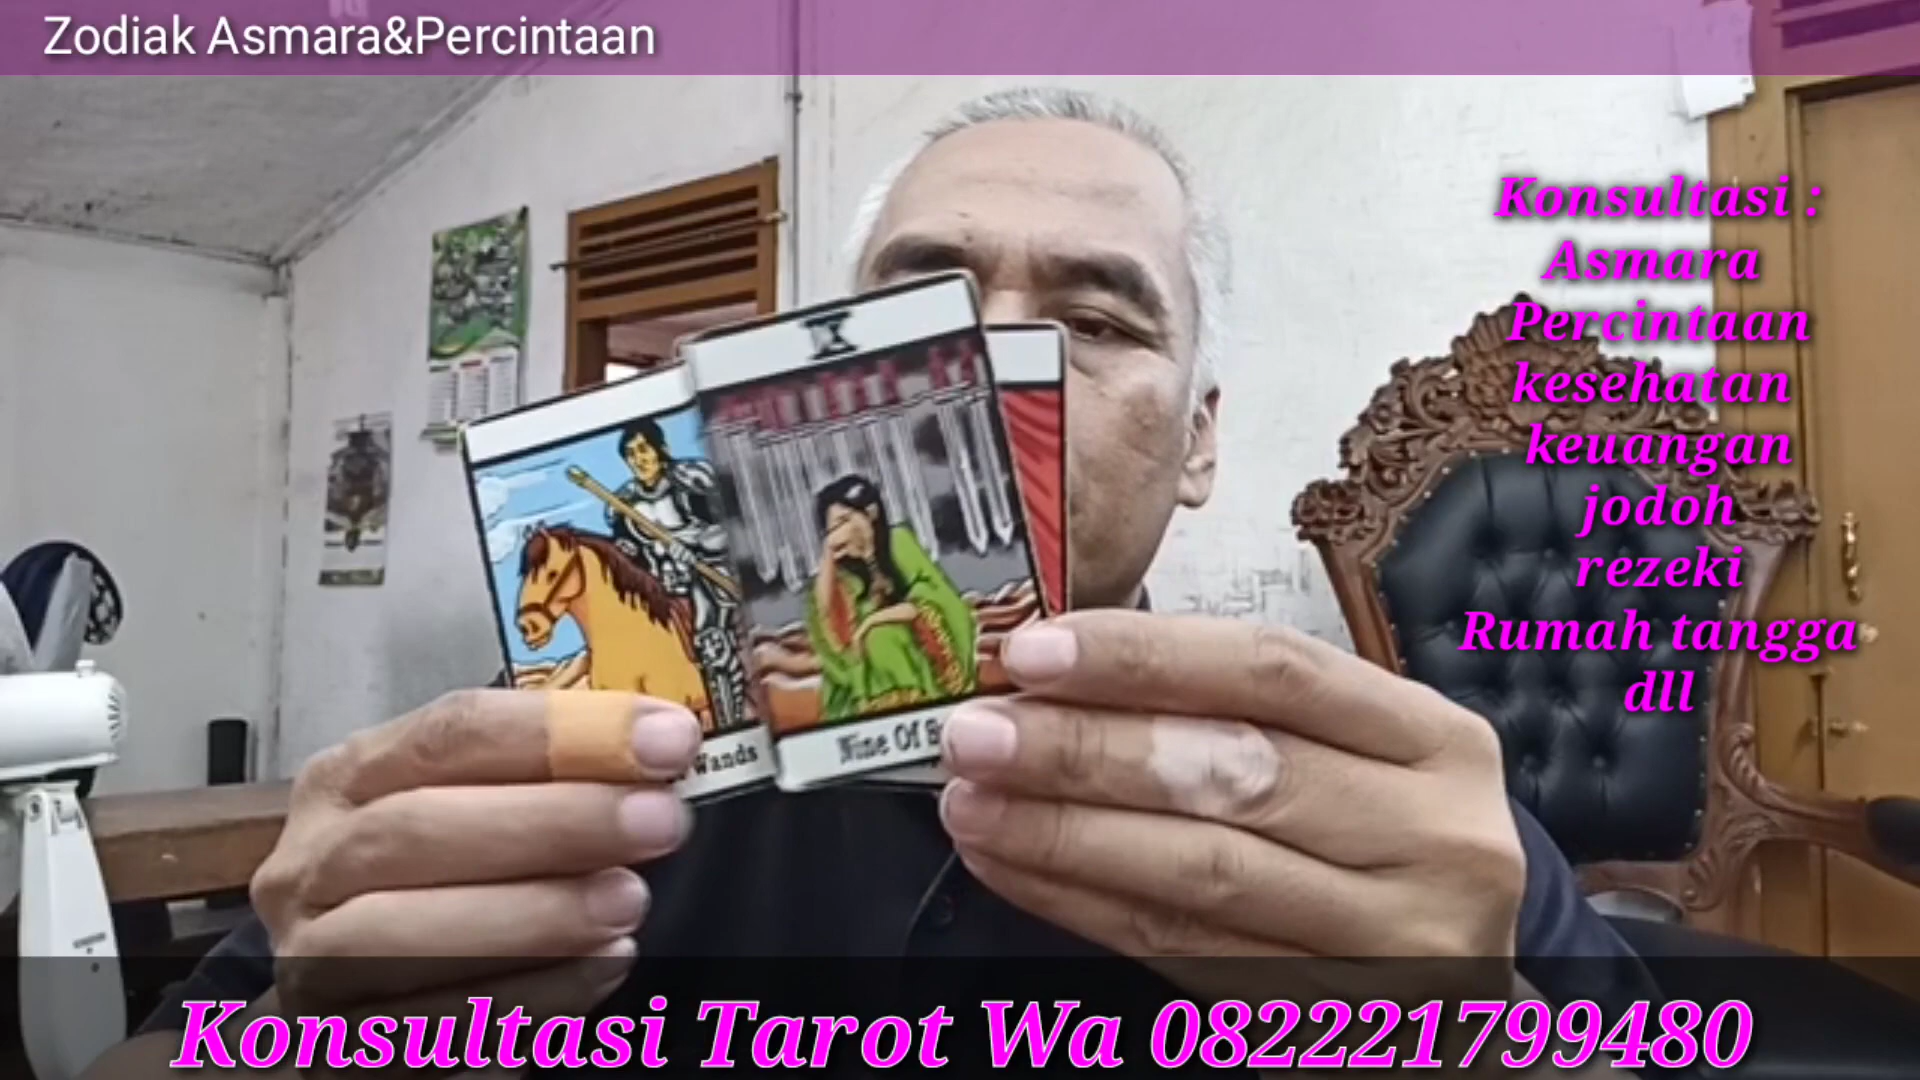 Zodiak Asmara&Percintaan
Konsultasi :
Asmara
Percintaan
kesehatan
keuangan
jodoh
rezeki
Rumah tangga
dll
IX
Wands
Nine Of
Konsultasi Tarot Wa 082221799480